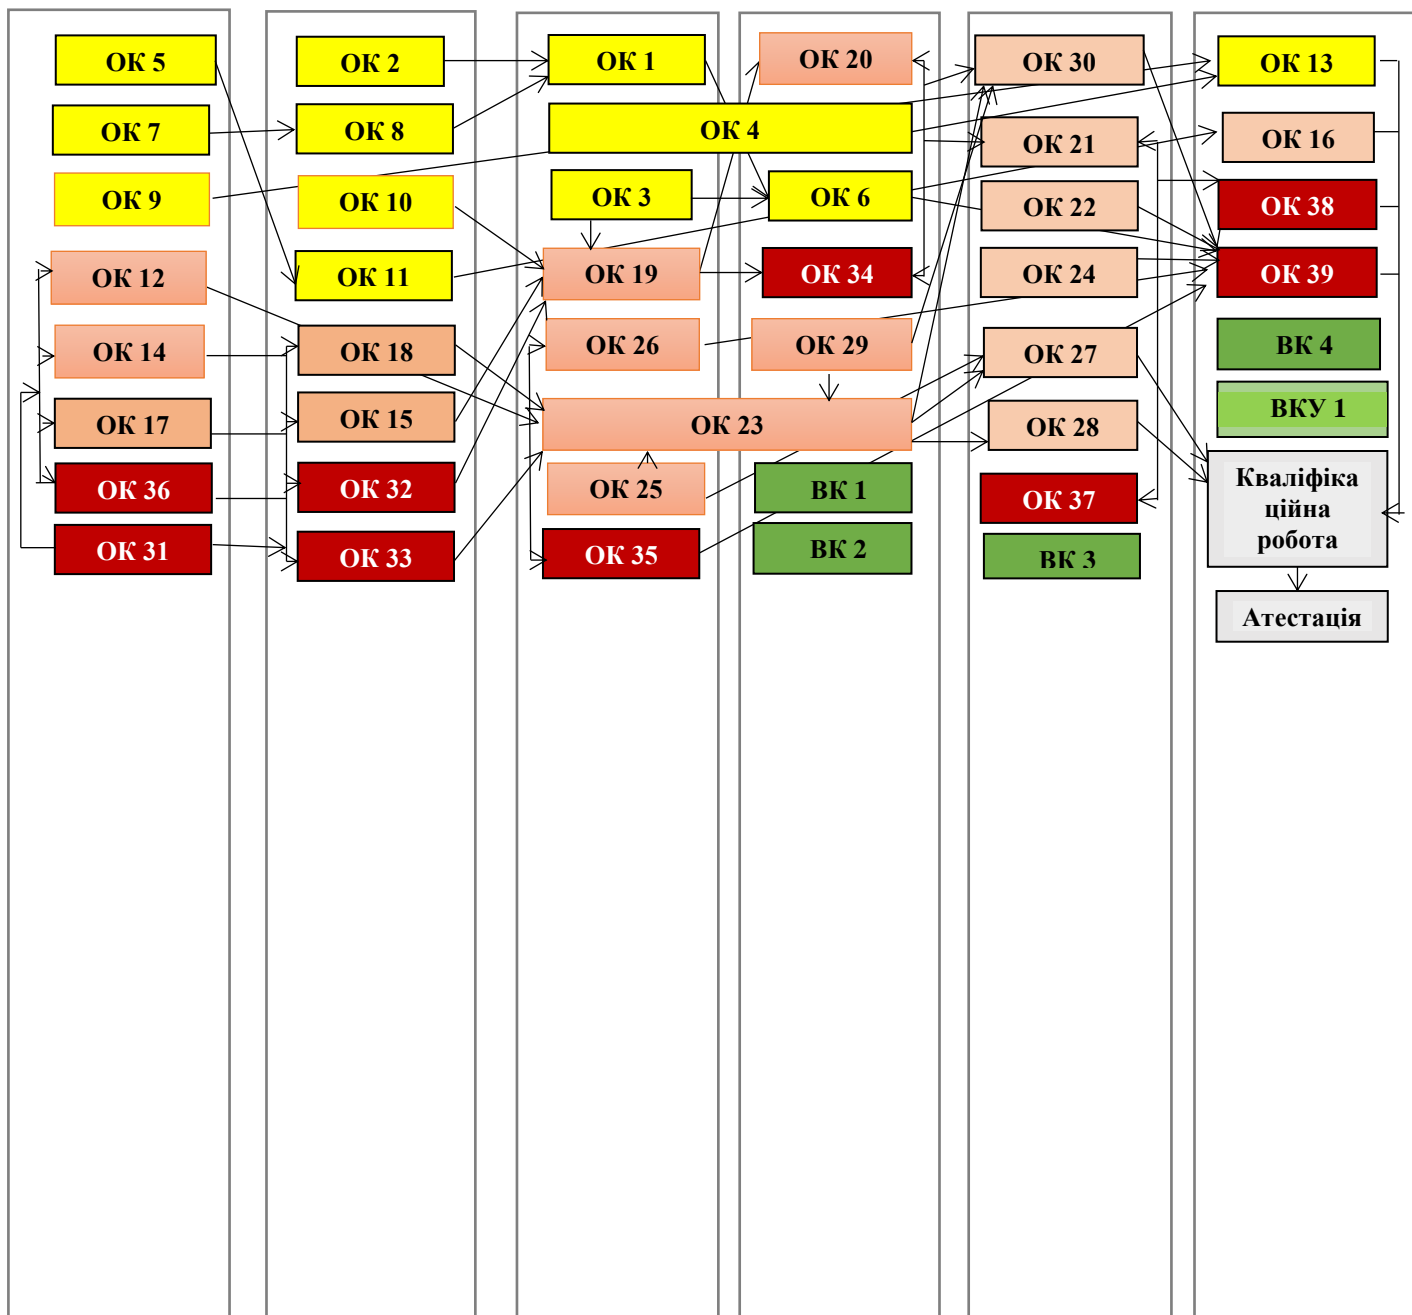 ОК 5
ОК 7
ОК 9
ОК 12
ОК 14
ОК 17
ОК 36
ОК 31
ОК 2
ОК 8
ОК 10
ОК 11
ОК 18
ОК 15
ОК 32
ОК 33
ОК 1
ОК 4
ОК 3
ОК 19
ОК 26
ОК 23
ОК 25
ОК 35
ОК 20
ОК 6
ОК 34
ОК 29
ВК 1
ВК 2
ОК 30
ОК 21
ОК 22
ОК 24
ОК 27
ОК 28
ОК 37
ВК 3
ОК 13
ОК 16
ОК 38
ОК 39
ВК 4
ВКУ 1
Кваліфіка
ційна
робота
Атестація